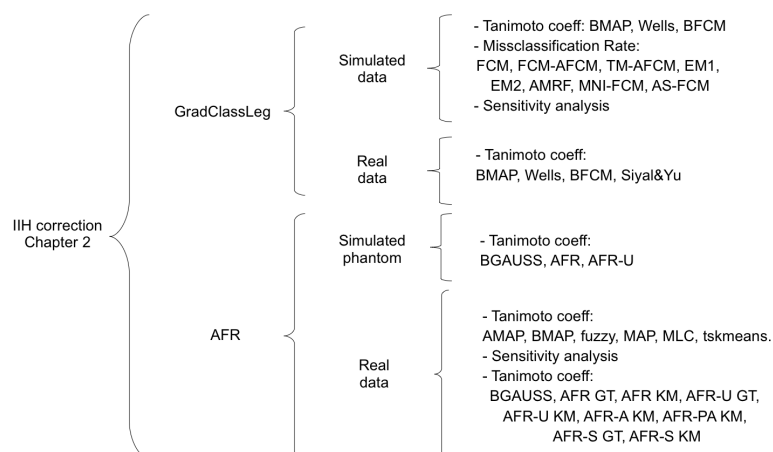 IIH correction
Chapter 2
GradClassLeg
Simulated
data
- Tanimoto coeff: BMAP, Wells, BFCM
- Missclassification Rate:
FCM, FCM-AFCM, TM-AFCM, EM1,
EM2, AMRF, MNI-FCM, AS-FCM
- Sensitivity analysis
Real
data
- Tanimoto coeff:
BMAP, Wells, BFCM, Siyal&Yu
AFR
Simulated
phantom
- Tanimoto coeff:
BGAUSS, AFR, AFR-U
Real
data
- Tanimoto coeff:
AMAP, BMAP, fuzzy, MAP, MLC, tskmeans.
- Sensitivity analysis
- Tanimoto coeff:
BGAUSS, AFR GT, AFR KM, AFR-U GT,
AFR-U KM, AFR-A KM, AFR-PA KM,
AFR-S GT, AFR-S KM